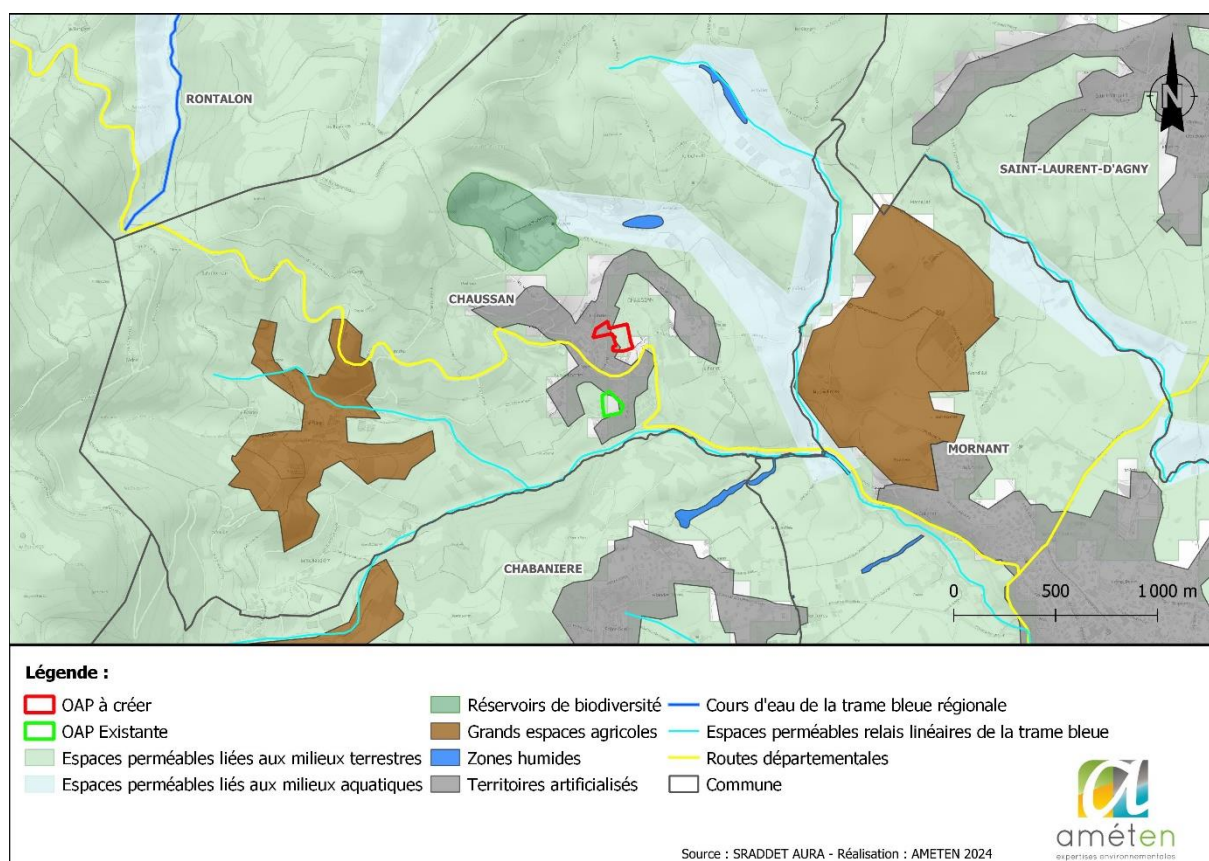 RONTALON
N
SAINT-LAURENT-D'AGNY
CHAUSSAN
MORNANT
CHABANIERE
0 500 1 000 m
Légende :
OAP à créer
OAP Existante
Espaces perméables liées aux milieux terrestres
Espaces perméables liés aux milieux aquatiques
Réservoirs de biodiversité
Grands espaces agricoles
Zones humides
Territoires artificialisés
Cours d'eau de la trame bleue régionale
Espaces perméables relais linéaires de la trame bleue
Routes départementales
Commune
améten
expertises environnementales
Source : SRADDET AURA - Réalisation : AMETEN 2024